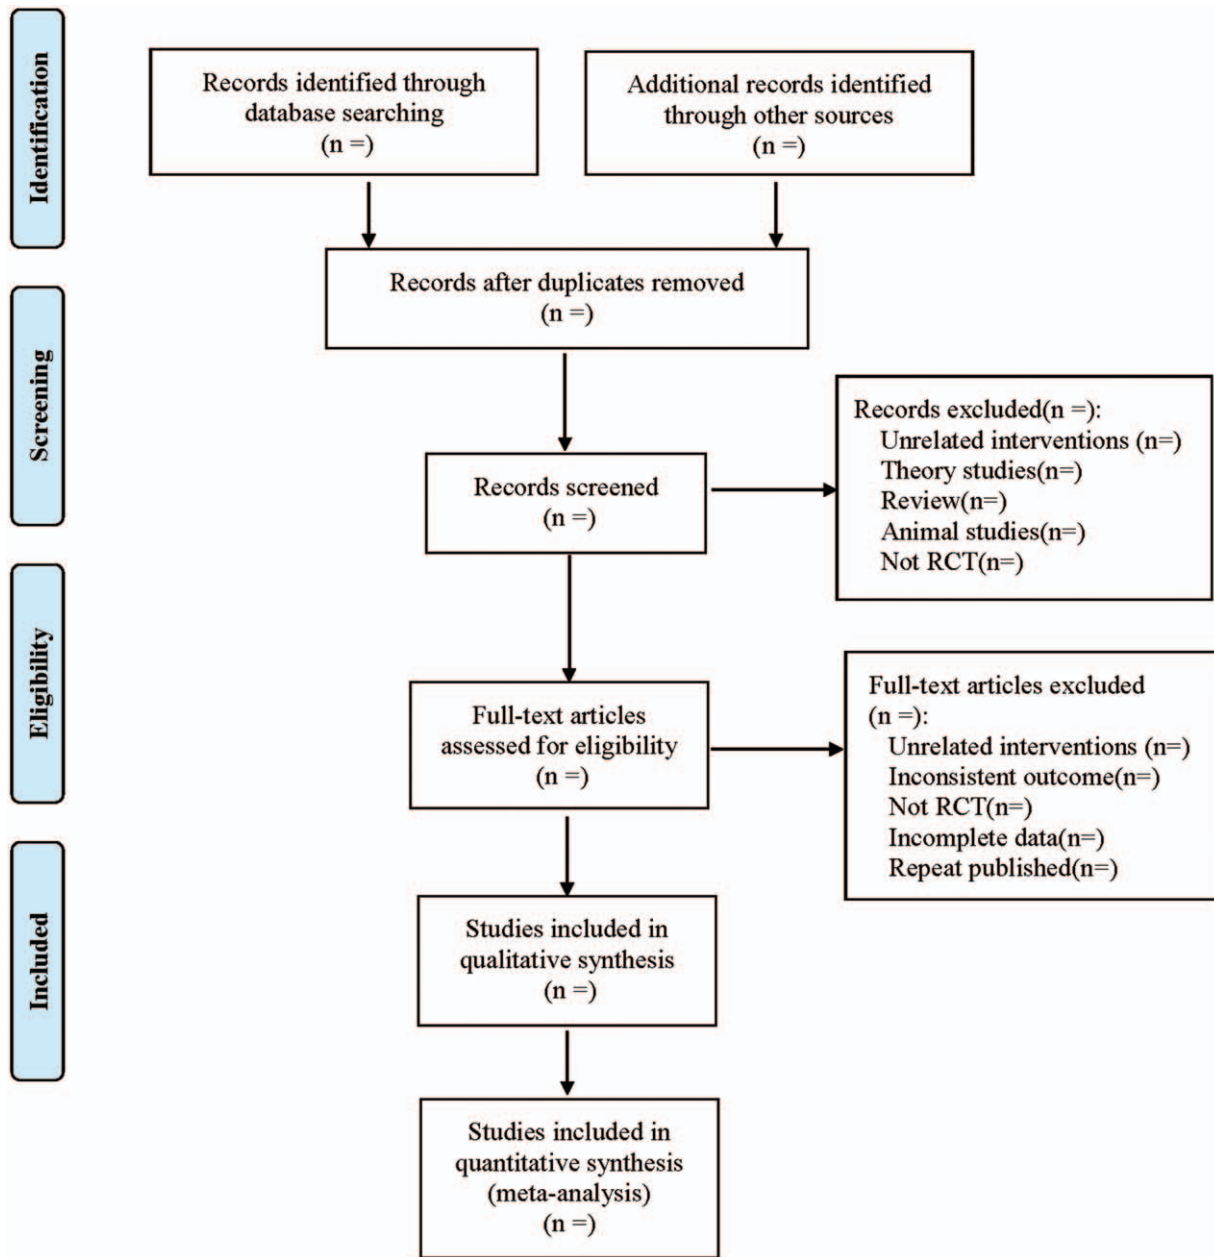 Identification
Records identified through
database searching
(n =)
Additional records identified
through other sources
(n =)
Records after duplicates removed
(n =)
Screening
Records screened
(n =)
Records excluded(n =):
Unrelated interventions (n=)
Theory studies(n=)
Review(n=)
Animal studies(n=)
Not RCT(n=)
Eligibility
Full-text articles
assessed for eligibility
(n =)
Full-text articles excluded
(n =):
Unrelated interventions (n=)
Inconsistent outcome(n=)
Not RCT(n=)
Incomplete data(n=)
Repeat published(n=)
Included
Studies included in
qualitative synthesis
(n =)
Studies included in
quantitative synthesis
(meta-analysis)
(n =)